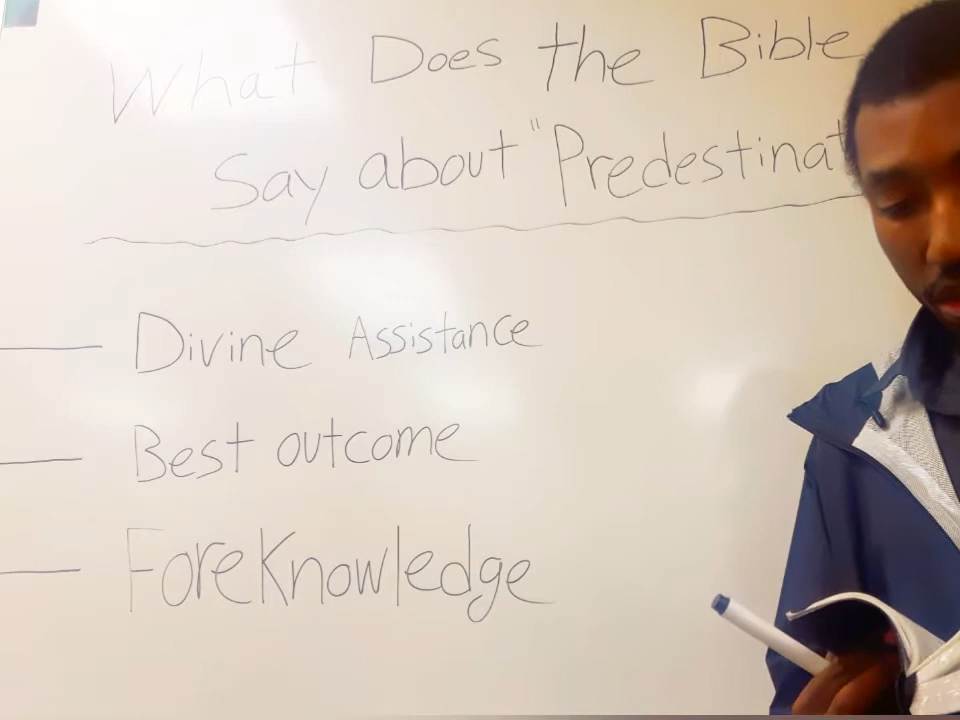 What Does the Bible
Say about "Predestinat
Divine Assistance
Best outcome
ForeKnowledge